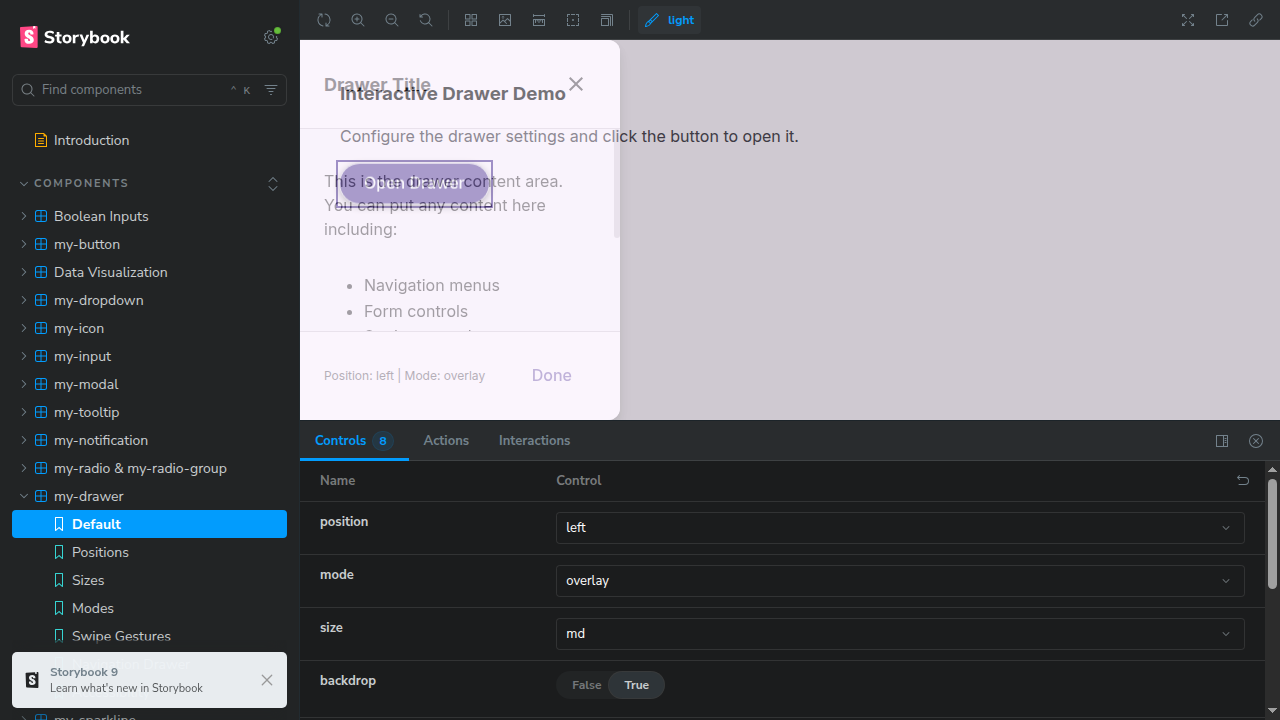 Storybook
Find components
^ K
Introduction
COMPONENTS
Boolean Inputs
my-button
Data Visualization
my-dropdown
my-icon
my-input
my-modal
my-tooltip
my-notification
my-radio & my-radio-group
my-drawer
Default
Positions
Sizes
Modes
Swipe Gestures
Storybook 9
Learn what's new in Storybook
my-sparkline
light
Drawer Title
Interactive Drawer Demo
Configure the drawer settings and click the button to open it.
Open Drawer
This is the drawer content area.
You can put any content here
including:
• Navigation menus
• Form controls
Position: left | Mode: overlay
Done
Controls 8
Actions
Interactions
Name Control
position left
mode overlay
size md
backdrop False True